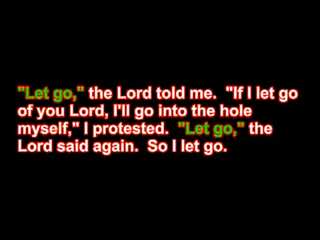 "Let go," the Lord told me.  "If I let go
of you Lord, I'll go into the hole
myself," I protested.  "Let go," the
Lord said again.  So I let go.